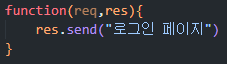 function(req,res){
    res.send("로그인 페이지")
}